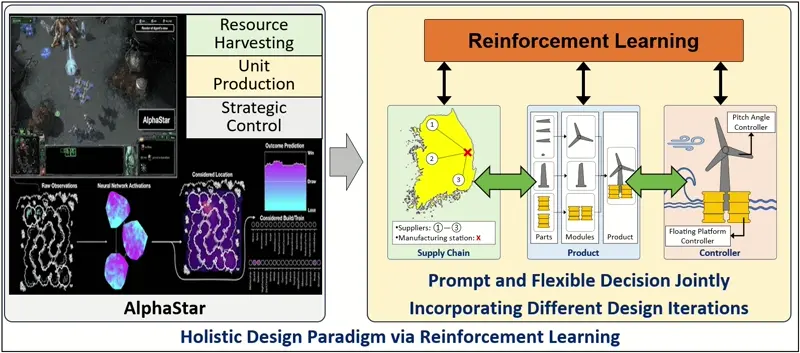 Resource
Harvesting
Unit
Production
Strategic
Control
AlphaStar
Outcome Prediction
Win
Draw
Loss
Raw Observations
Neural Network Activations
Considered Location
Considered Build/Train
AlphaStar
Reinforcement Learning
1
2
3
•Suppliers: ①—③
•Manufacturing station: X
Supply Chain
Parts
Modules
Product
Product
Pitch Angle
Controller
Floating Platform
Controller
Controller
Prompt and Flexible Decision Jointly
Incorporating Different Design Iterations
Holistic Design Paradigm via Reinforcement Learning